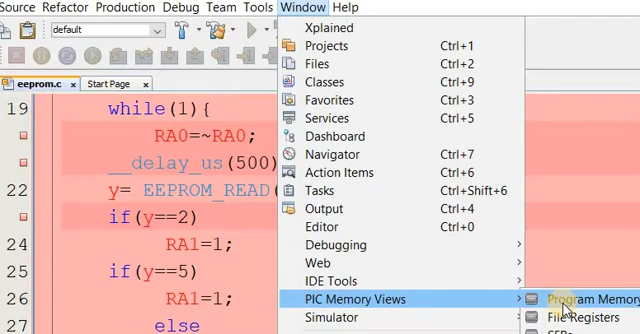 Source Refactor Production Debug Team Tools Window Help
default
eeprom.c Start Page
Xplained
Projects Ctrl+1
Files Ctrl+2
Classes Ctrl+9
Favorites Ctrl+3
Services Ctrl+5
Dashboard
Navigator Ctrl+7
Action Items Ctrl+6
Tasks Ctrl+Shift+6
Output Ctrl+4
Editor Ctrl+0
Debugging
Web
IDE Tools
PIC Memory Views
Simulator
Program Memory
File Registers
SFRs
19 while(1){
RA0=~RA0;
__delay_us(500)
22 y= EEPROM_READ(
if(y==2)
24 RA1=1;
25 if(y==5)
26 RA1=1;
27 else